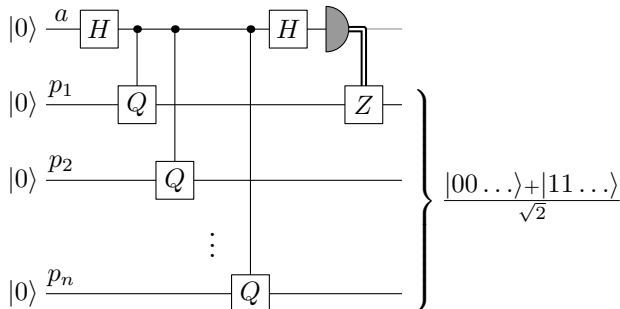 |0⟩ a H H
|0⟩ p₁ Q Z
|0⟩ p₂ Q
|00 …⟩+|11 …⟩
√2
⋮
|0⟩ pₙ Q